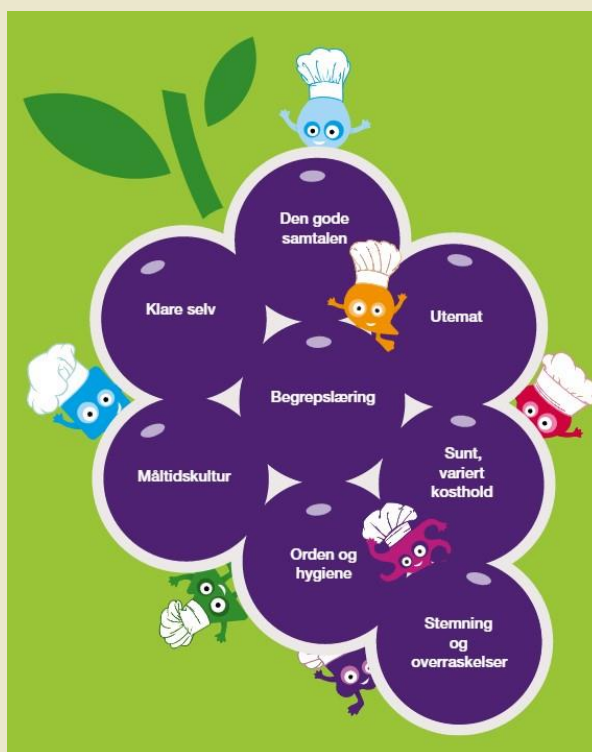 Den gode
samtalen
Klare selv
Utemat
Begrepslæring
Måltidskultur
Sunt,
variert
kosthold
Orden og
hygiene
Stemning
og
overraskelser